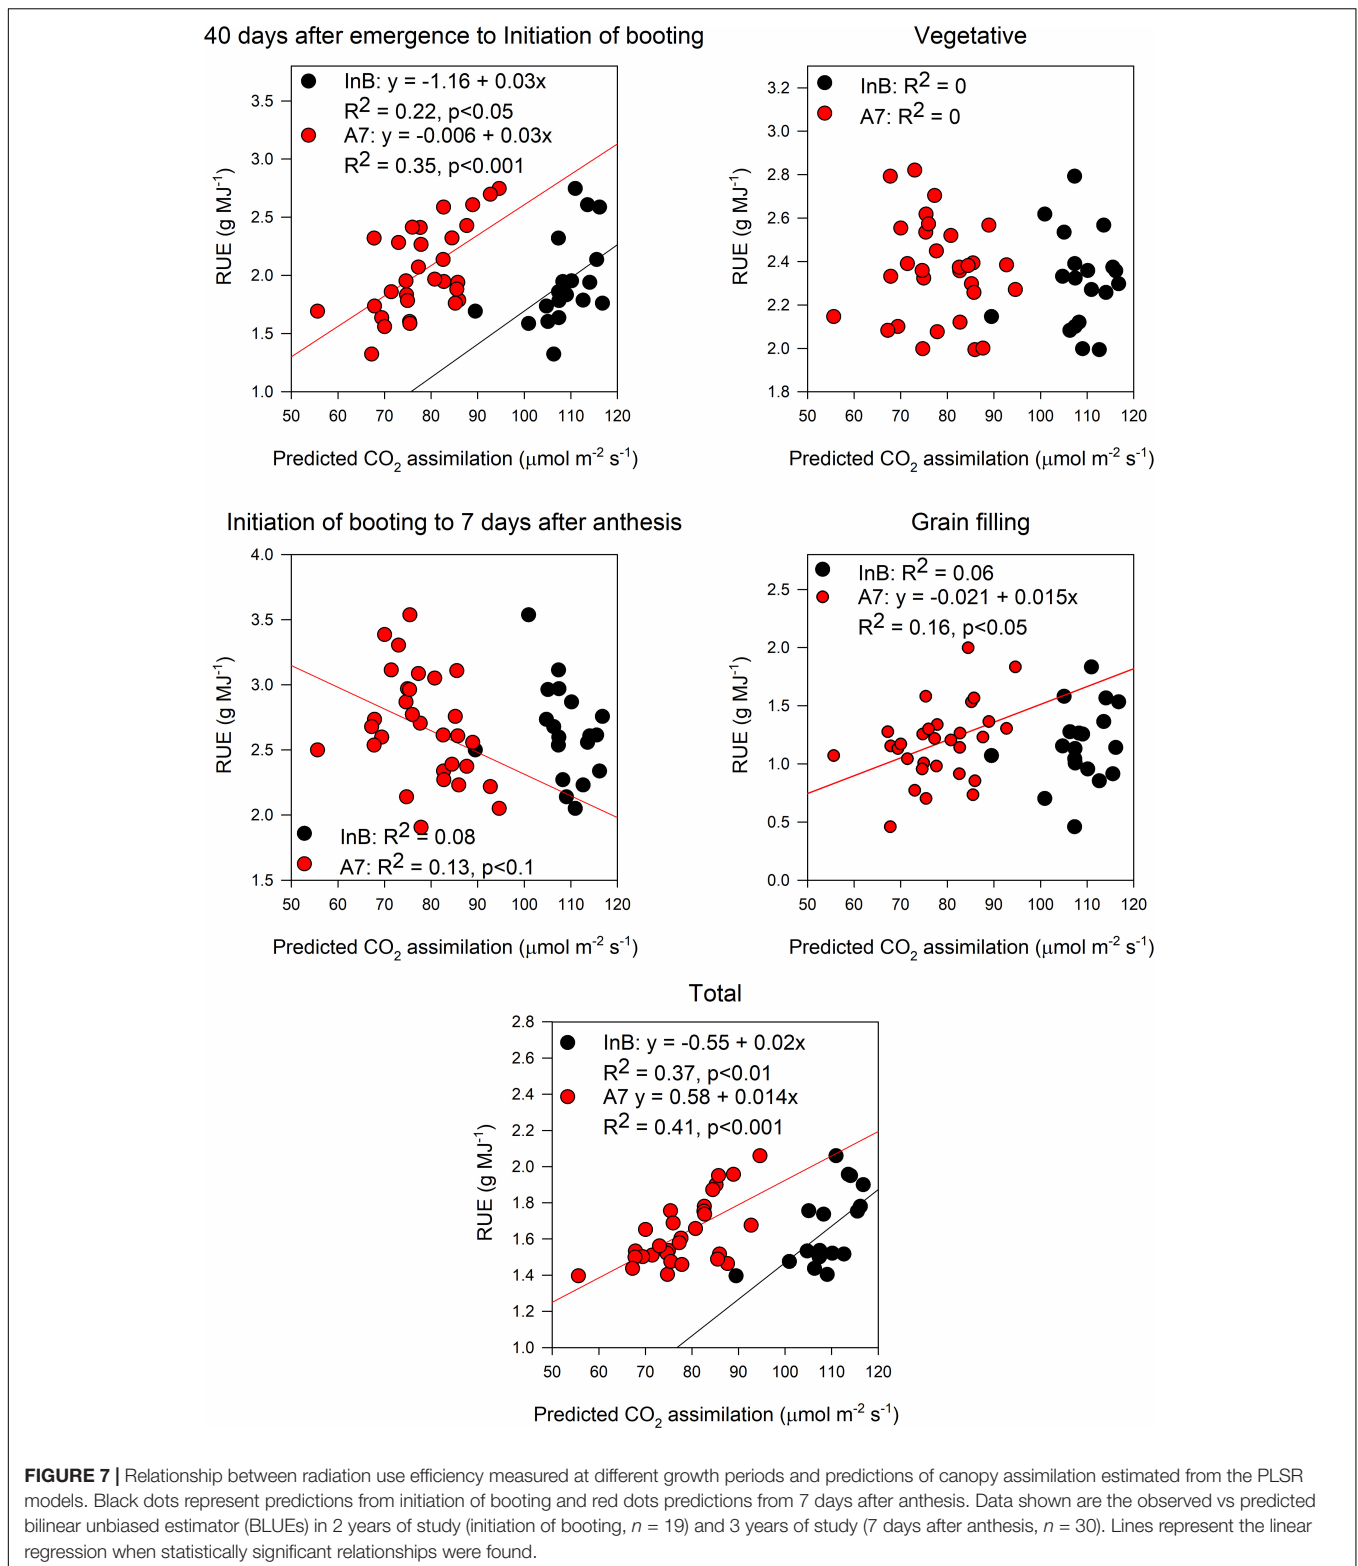 40 days after emergence to Initiation of booting
InB: y = -1.16 + 0.03x
R² = 0.22, p<0.05
A7: y = -0.006 + 0.03x
R² = 0.35, p<0.001
RUE (g MJ⁻¹)
3.5
3.0
2.5
2.0
1.5
1.0
50 60 70 80 90 100 110 120
Predicted CO₂ assimilation (μmol m⁻² s⁻¹)
Vegetative
InB: R² = 0
A7: R² = 0
RUE (g MJ⁻¹)
3.2
3.0
2.8
2.6
2.4
2.2
2.0
1.8
50 60 70 80 90 100 110 120
Predicted CO₂ assimilation (μmol m⁻² s⁻¹)
Initiation of booting to 7 days after anthesis
RUE (g MJ⁻¹)
4.0
3.5
3.0
2.5
2.0
1.5
InB: R² = 0.08
A7: R² = 0.13, p<0.1
50 60 70 80 90 100 110 120
Predicted CO₂ assimilation (μmol m⁻² s⁻¹)
Grain filling
InB: R² = 0.06
A7: y = -0.021 + 0.015x
R² = 0.16, p<0.05
RUE (g MJ⁻¹)
2.5
2.0
1.5
1.0
0.5
0.0
50 60 70 80 90 100 110 120
Predicted CO₂ assimilation (μmol m⁻² s⁻¹)
Total
InB: y = -0.55 + 0.02x
R² = 0.37, p<0.01
A7 y = 0.58 + 0.014x
R² = 0.41, p<0.001
RUE (g MJ⁻¹)
2.8
2.6
2.4
2.2
2.0
1.8
1.6
1.4
1.2
1.0
50 60 70 80 90 100 110 120
Predicted CO₂ assimilation (μmol m⁻² s⁻¹)
FIGURE 7 | Relationship between radiation use efficiency measured at different growth periods and predictions of canopy assimilation estimated from the PLSR
models. Black dots represent predictions from initiation of booting and red dots predictions from 7 days after anthesis. Data shown are the observed vs predicted
bilinear unbiased estimator (BLUEs) in 2 years of study (initiation of booting, n = 19) and 3 years of study (7 days after anthesis, n = 30). Lines represent the linear
regression when statistically significant relationships were found.